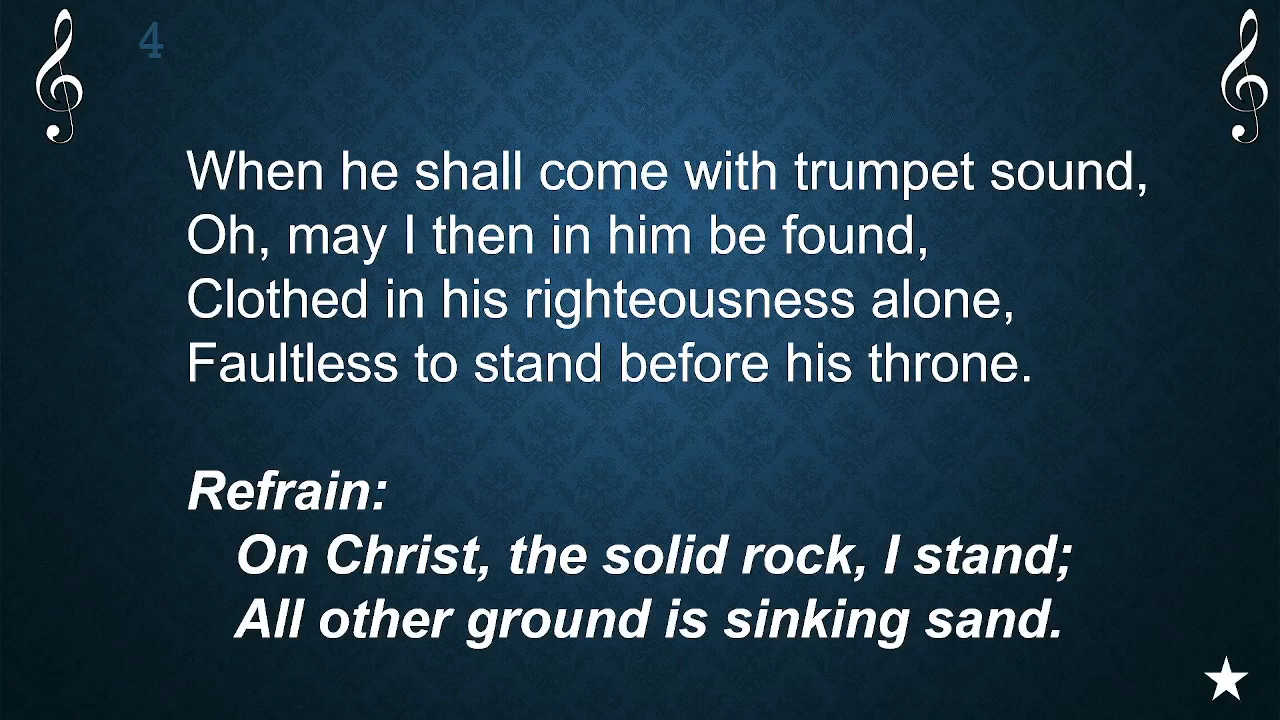 4
When he shall come with trumpet sound,
Oh, may I then in him be found,
Clothed in his righteousness alone,
Faultless to stand before his throne.
Refrain:
On Christ, the solid rock, I stand;
All other ground is sinking sand.